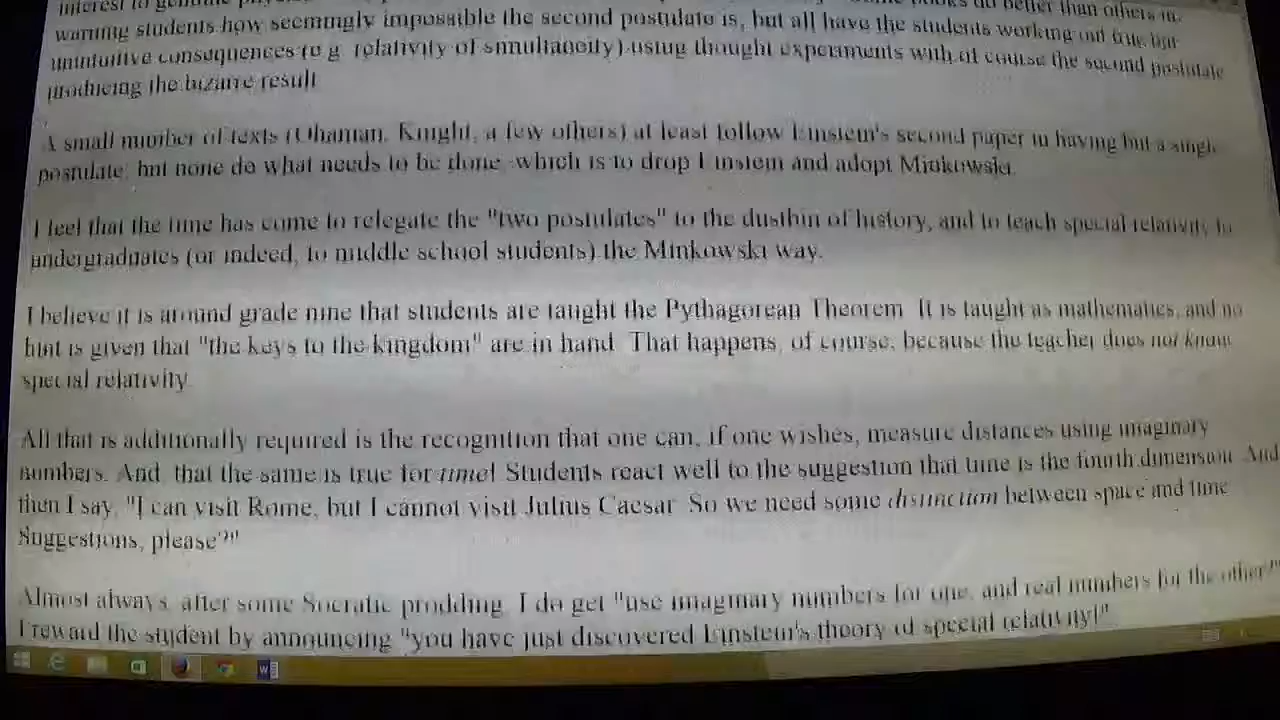 warning students how seemingly impossible the second postulate is, but all have the students working out true but
unintuitive consequences (e.g. relativity of simultaneity) using thought experiments with of course the second postulate
producing the bizarre result
A small number of texts (Ohanian, Knight, a few others) at least follow Einstein's second paper in having but a single
postulate, but none do what needs to be done, which is to drop Einstein and adopt Minkowski.
I feel that the time has come to relegate the "two postulates" to the dustbin of history, and to teach special relativity to
undergraduates (or indeed, to middle school students) the Minkowski way.
I believe it is around grade nine that students are taught the Pythagorean Theorem. It is taught as mathematics, and no
hint is given that "the keys to the kingdom" are in hand. That happens, of course, because the teacher does not know
special relativity.
All that is additionally required is the recognition that one can, if one wishes, measure distances using imaginary
numbers. And, that the same is true for time! Students react well to the suggestion that time is the fourth dimension. And
then I say, "I can visit Rome, but I cannot visit Julius Caesar. So we need some distinction between space and time.
Suggestions, please?"
Almost always, after some Socratic prodding, I do get "use imaginary numbers for one, and real numbers for the other!"
I reward the student by announcing "you have just discovered Einstein's theory of special relativity!"